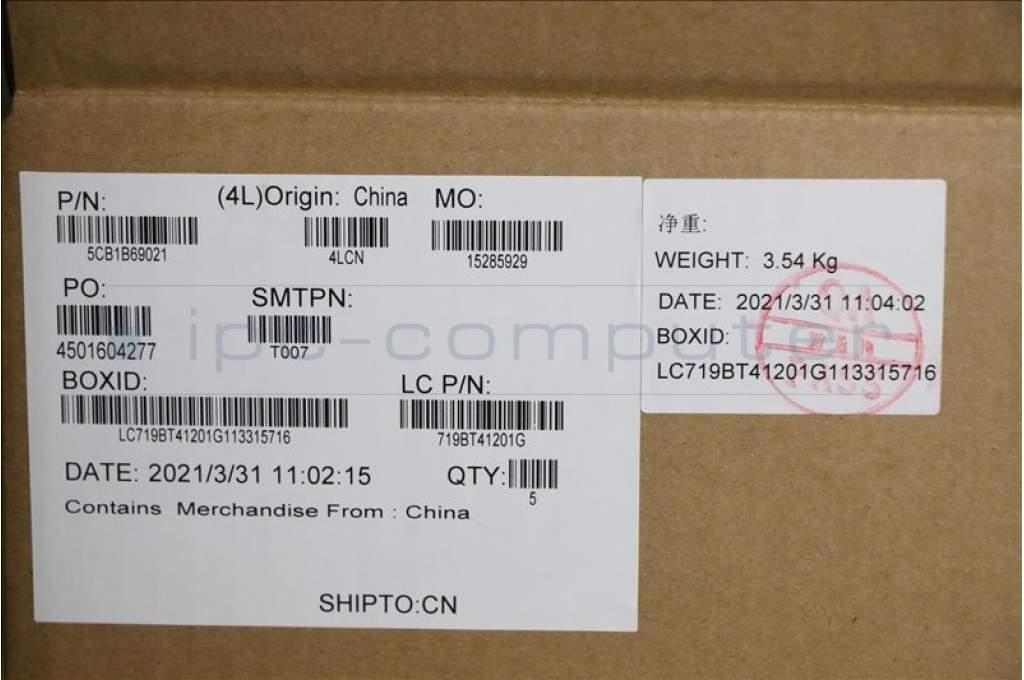 P/N: (4L)Origin: China MO:
5CB1B69021 4LCN 15285929
PO: SMTPN:
4501604277 T007
BOXID: LC P/N:
LC719BT41201G113315716 719BT41201G
DATE: 2021/3/31 11:02:15 QTY:
5
Contains Merchandise From : China
SHIPTO:CN
净重:
WEIGHT: 3.54 Kg
DATE: 2021/3/31 11:04:02
BOXID:
LC719BT41201G113315716
ipc-computer